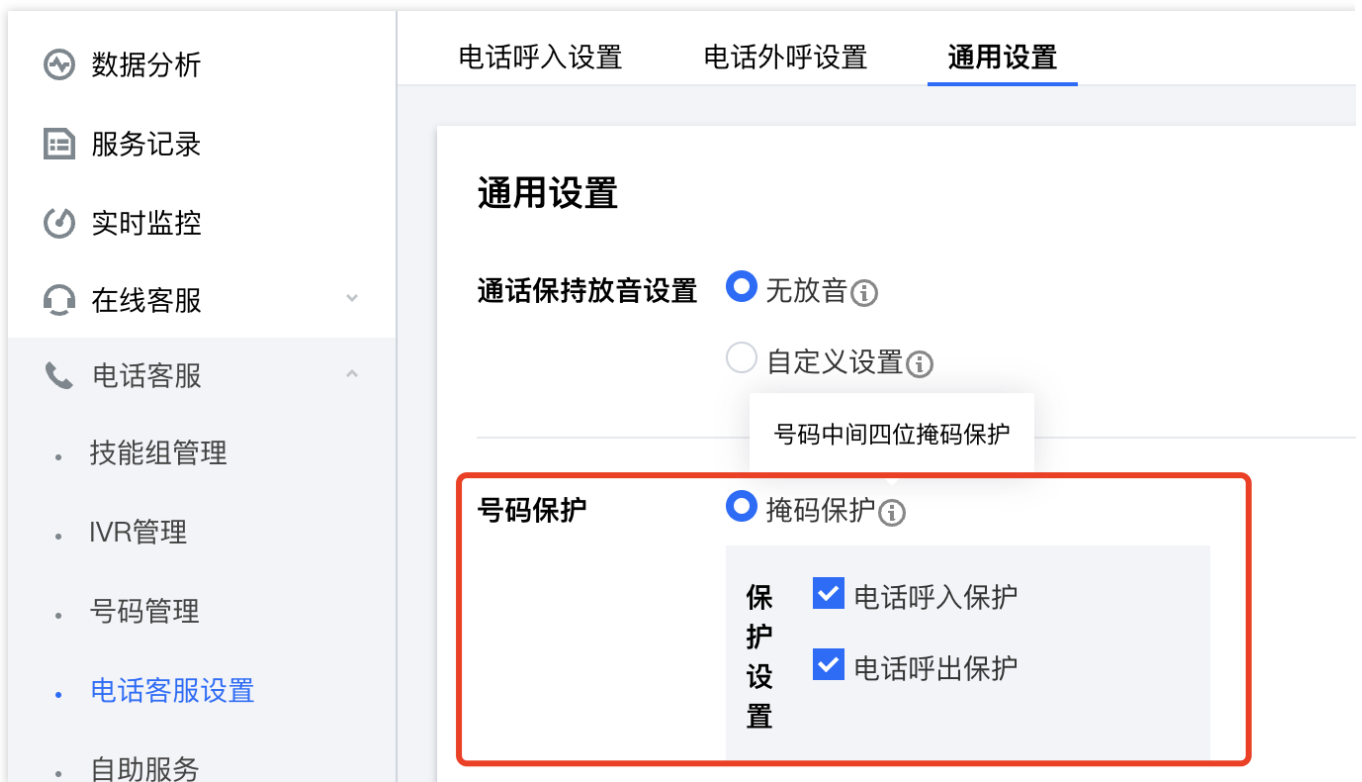 数据分析
服务记录
实时监控
在线客服
电话客服
技能组管理
IVR管理
号码管理
电话客服设置
自助服务
电话呼入设置 电话外呼设置 通用设置
通用设置
通话保持放音设置 无放音
自定义设置
号码中间四位掩码保护
号码保护 掩码保护
保护设置
电话呼入保护
电话呼出保护